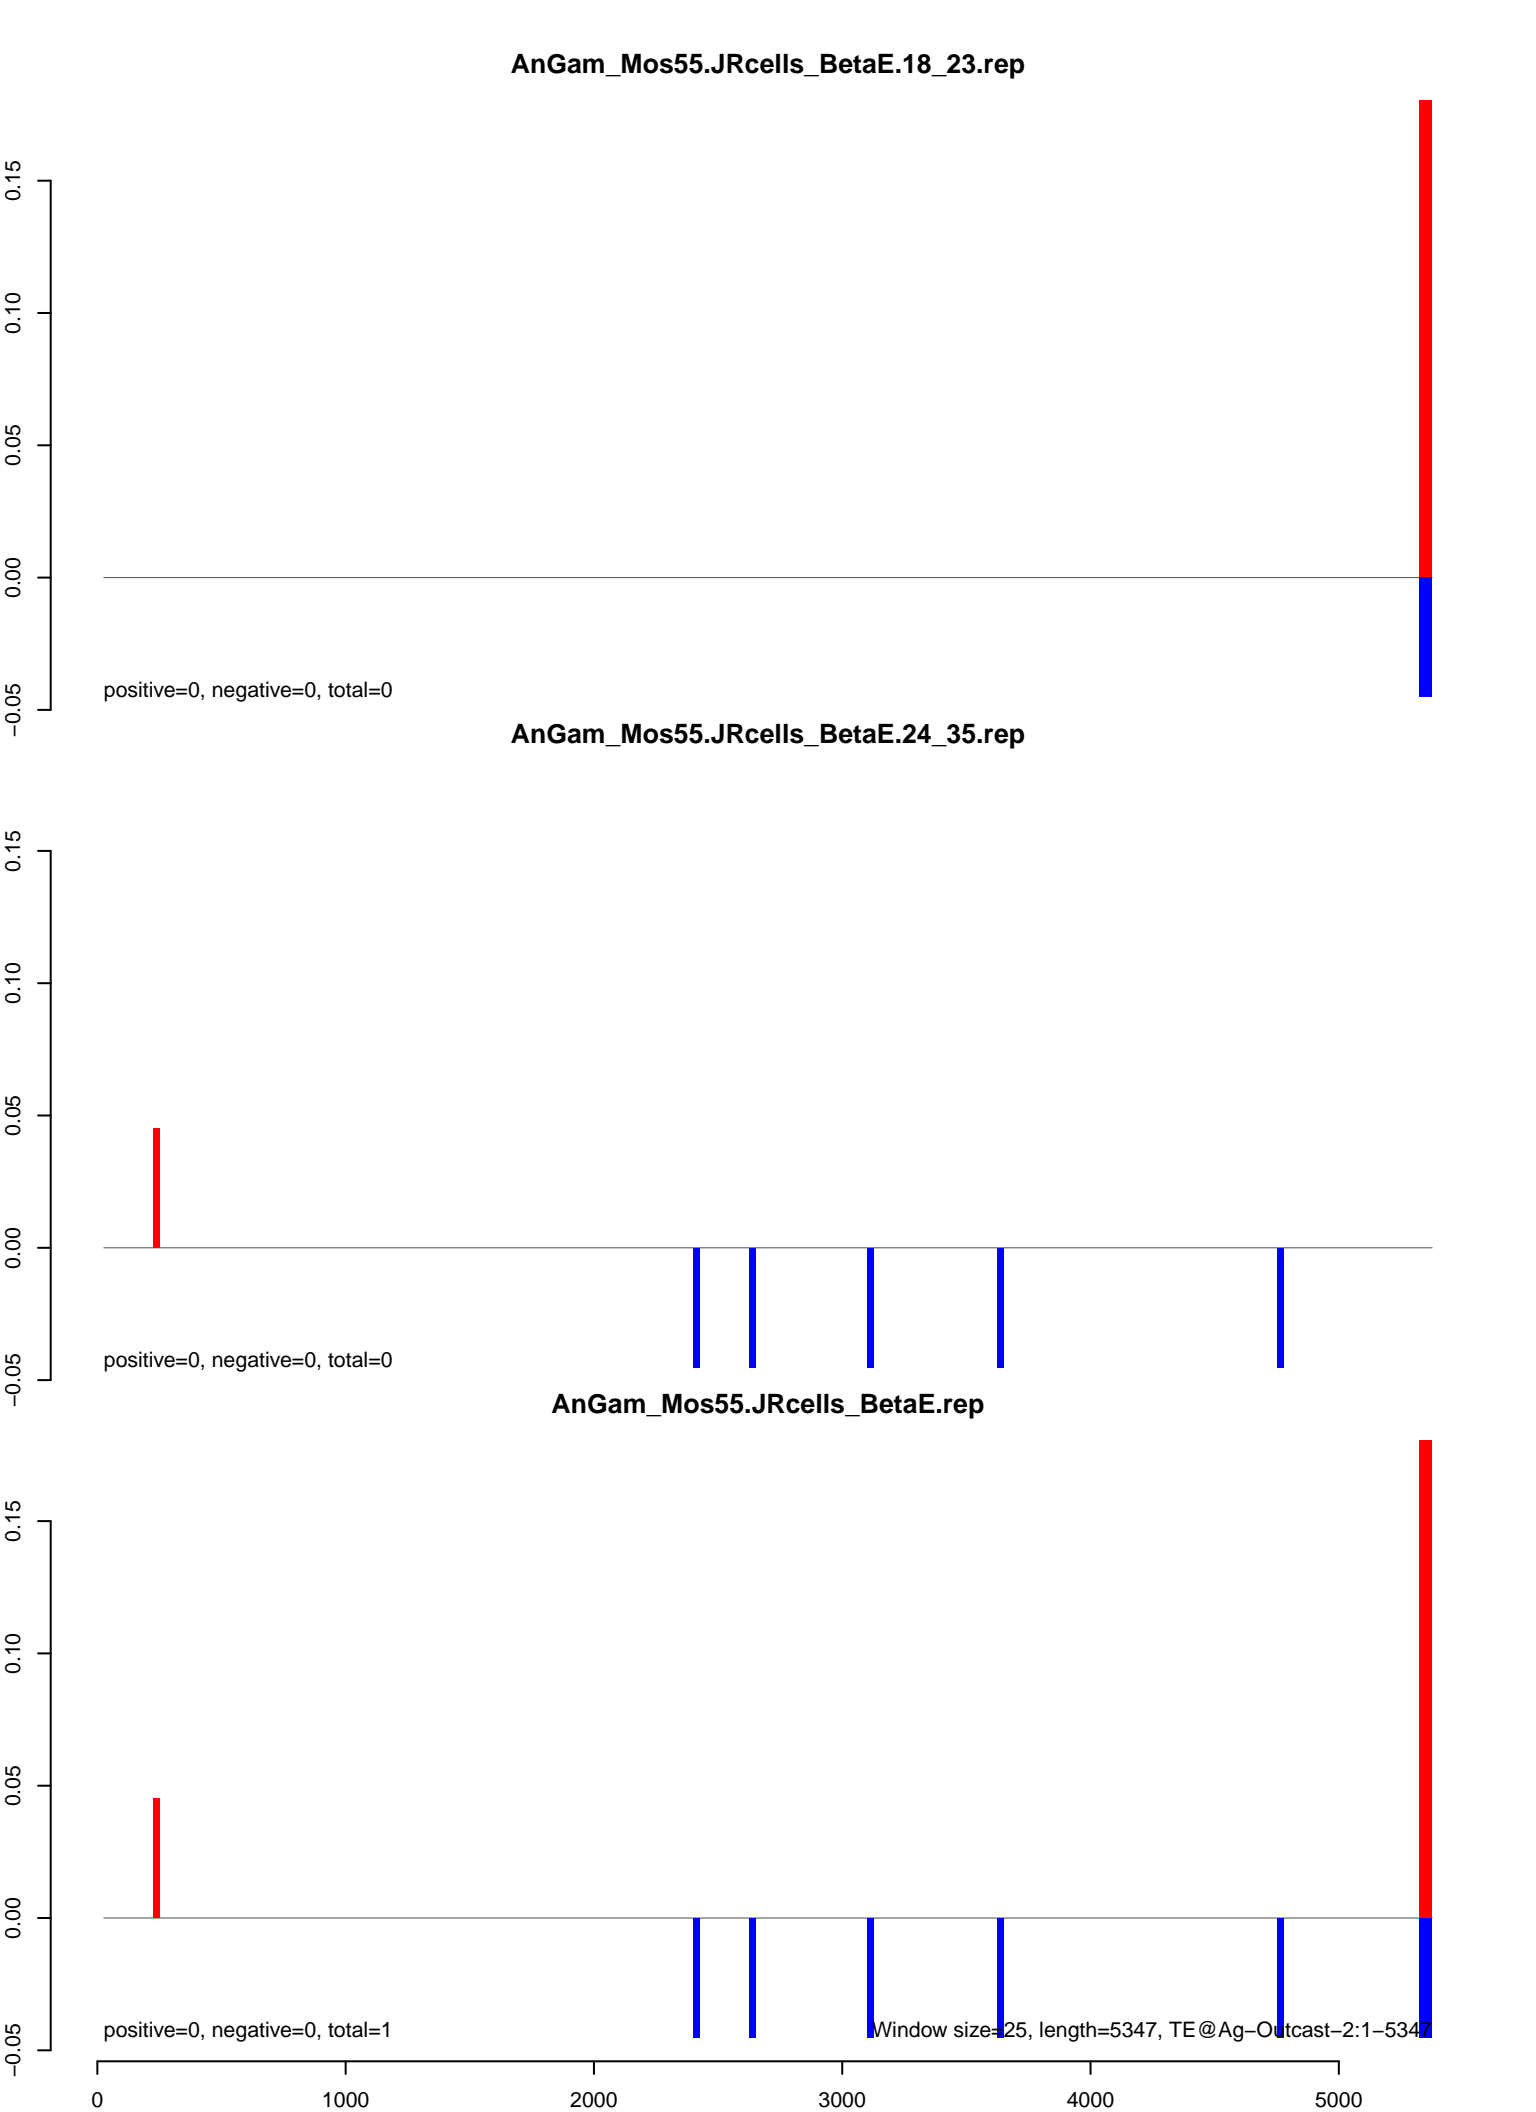 AnGam_Mos55.JRcells_BetaE.18_23.rep
0.15
0.10
0.05
0.00
−0.05
positive=0, negative=0, total=0
AnGam_Mos55.JRcells_BetaE.24_35.rep
0.15
0.10
0.05
0.00
−0.05
positive=0, negative=0, total=0
AnGam_Mos55.JRcells_BetaE.rep
0.15
0.10
0.05
0.00
−0.05
positive=0, negative=0, total=1
Window size=25, length=5347, TE@Ag−Outcast−2:1−5347
0 1000 2000 3000 4000 5000